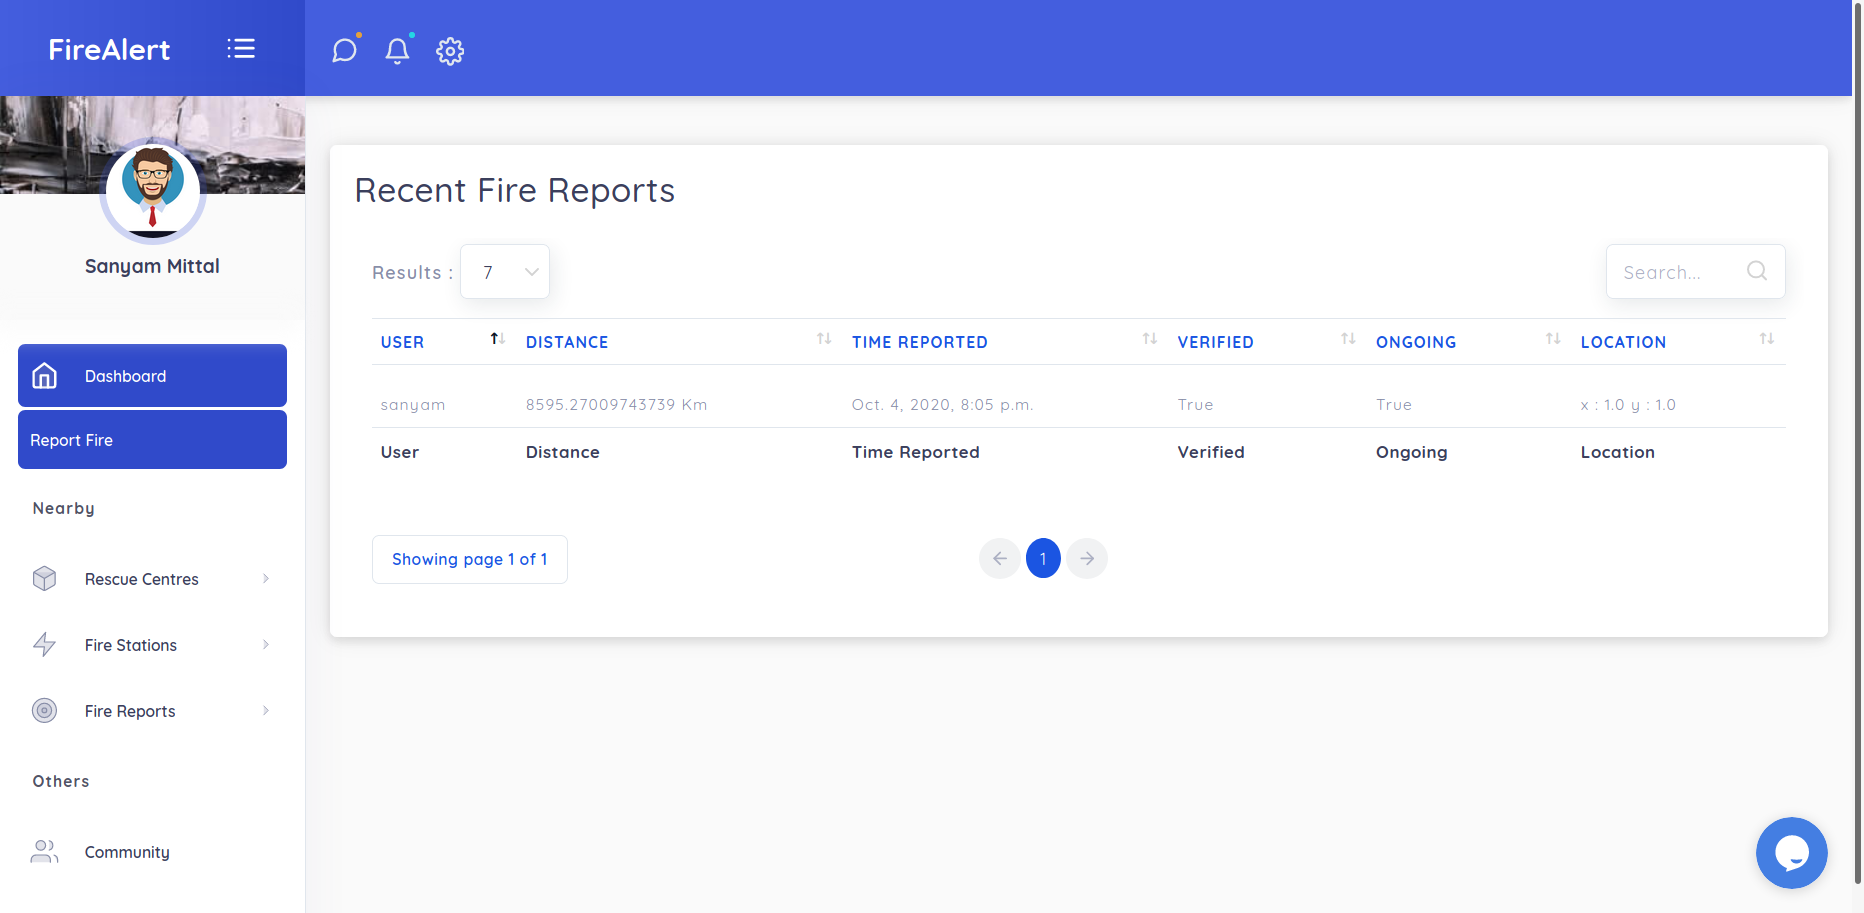 FireAlert
Sanyam Mittal
Dashboard
Report Fire
Nearby
Rescue Centres
Fire Stations
Fire Reports
Others
Community
Recent Fire Reports
Results : 7
Search...
USER DISTANCE TIME REPORTED VERIFIED ONGOING LOCATION
sanyam 8595.27009743739 Km Oct. 4, 2020, 8:05 p.m. True True x : 1.0 y : 1.0
User Distance Time Reported Verified Ongoing Location
Showing page 1 of 1
1